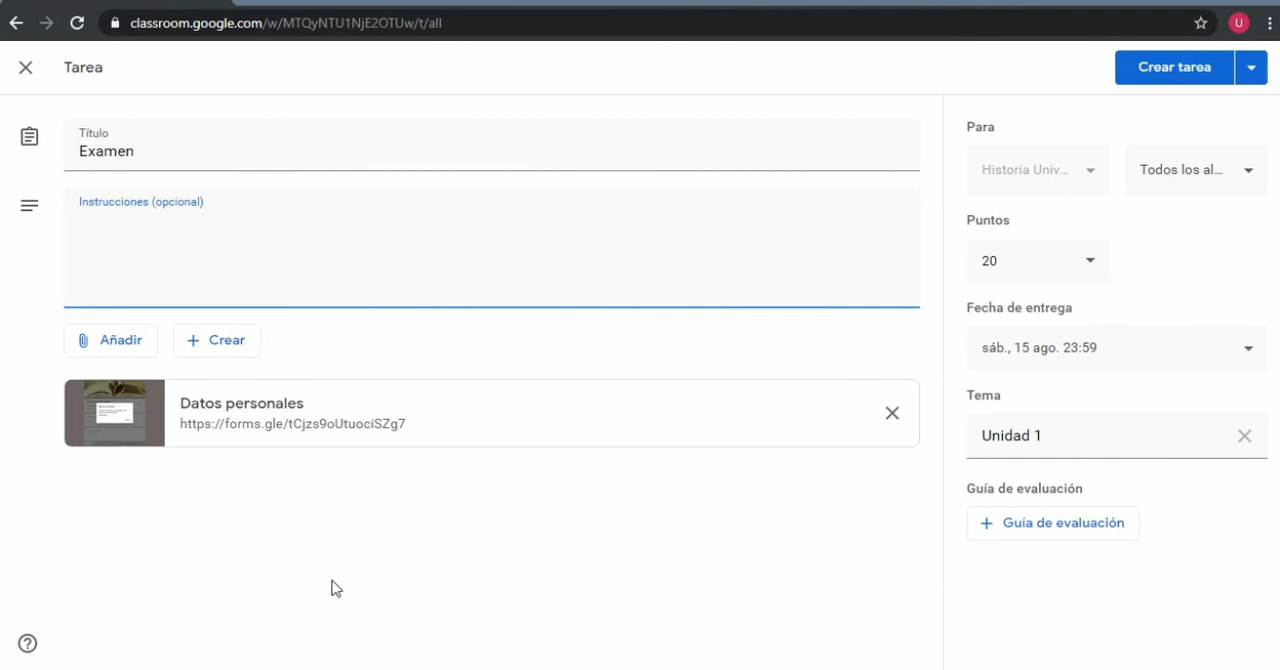 classroom.google.com/w/MTQyNTU1NjE2OTUw/t/all
U
Tarea
Crear tarea
Título
Examen
Instrucciones (opcional)
Añadir
Crear
Datos personales
https://forms.gle/tCjzs9oUtuociSZg7
Para
Historia Univ...
Todos los al...
Puntos
20
Fecha de entrega
sáb., 15 ago. 23:59
Tema
Unidad 1
Guía de evaluación
Guía de evaluación